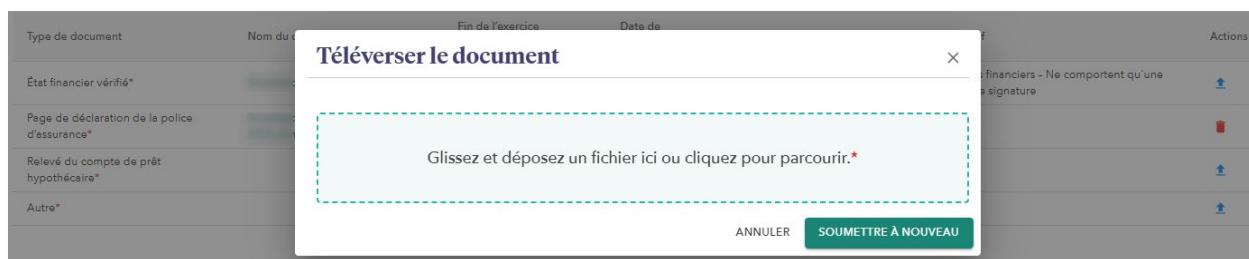 Type de document Nom du d Fin de l'exercice Date de f Actions
Téléverser le document
État financier vérifié* financiers - Ne comportent qu'une
signature
Page de déclaration de la police
d'assurance*
Glissez et déposez un fichier ici ou cliquez pour parcourir.*
Relevé du compte de prêt
hypothécaire*
Autre*
ANNULER SOUMETTRE À NOUVEAU